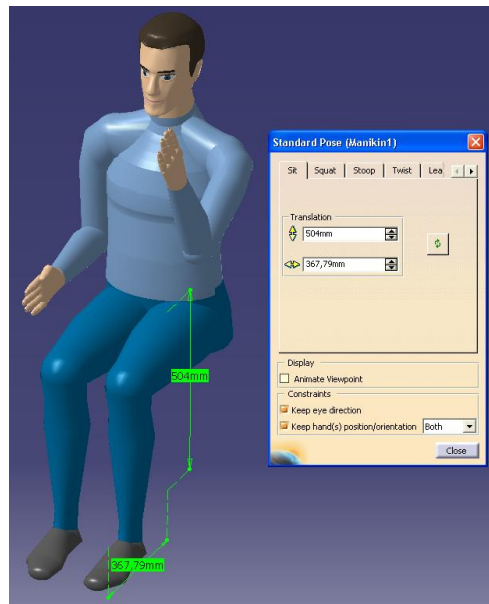 Standard Pose (Manikin1)
Sit Squat Stoop Twist Lea
Translation
504mm
367,79mm
Display
Animate Viewpoint
Constraints
Keep eye direction
Keep hand(s) position/orientation Both
Close
504mm
367,79mm